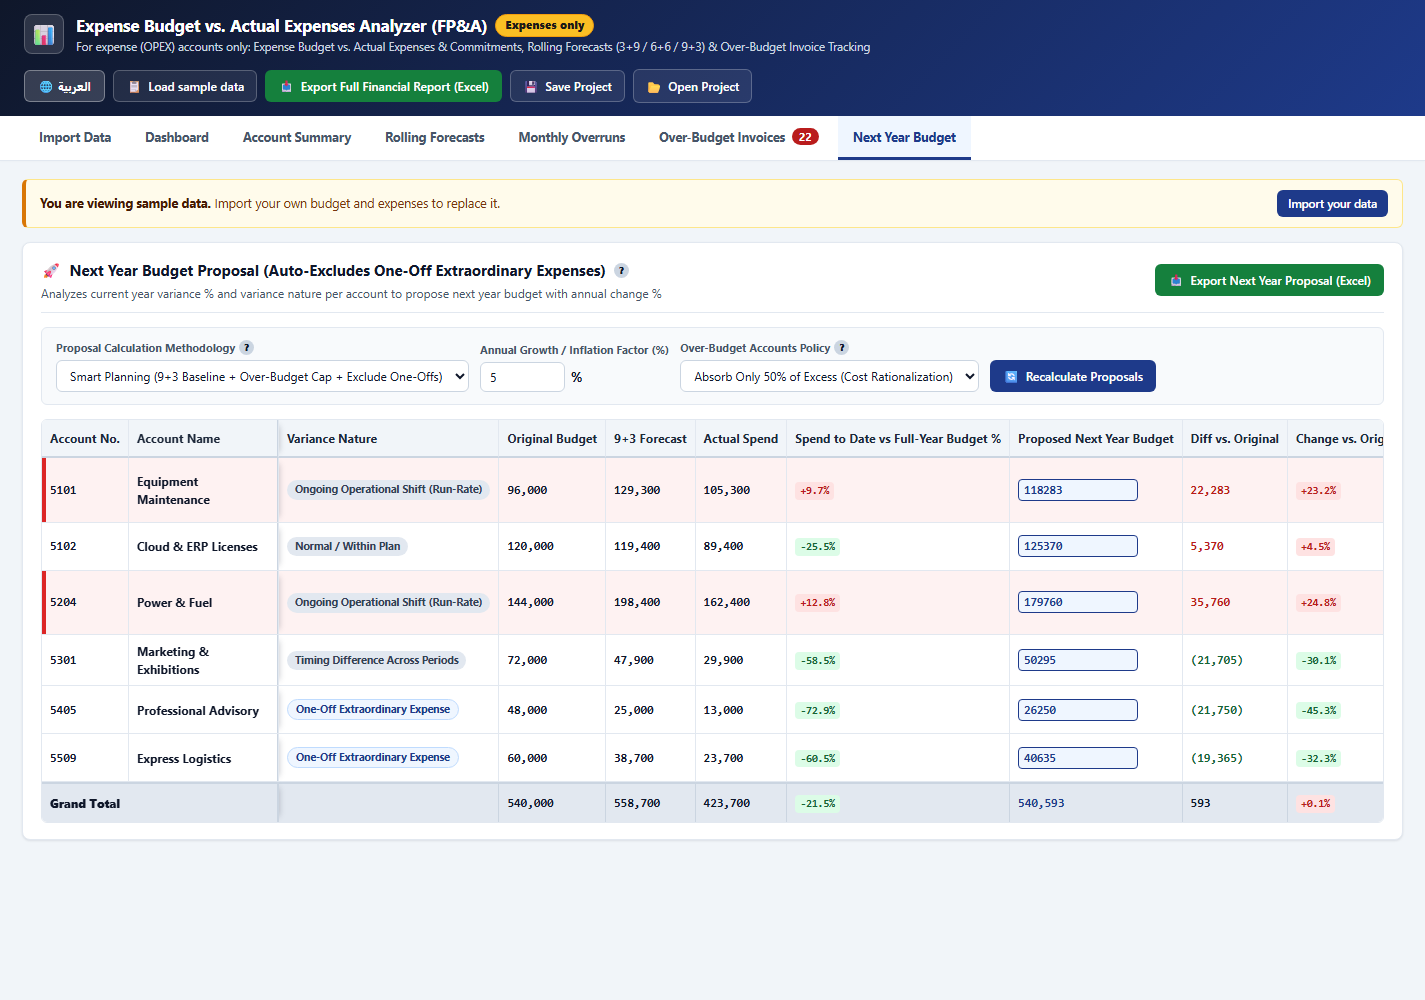 Expense Budget vs. Actual Expenses Analyzer (FP&A) Expenses only
For expense (OPEX) accounts only: Expense Budget vs. Actual Expenses & Commitments, Rolling Forecasts (3+9 / 6+6 / 9+3) & Over-Budget Invoice Tracking
العربية Load sample data Export Full Financial Report (Excel) Save Project Open Project
Import Data Dashboard Account Summary Rolling Forecasts Monthly Overruns Over-Budget Invoices 22 Next Year Budget
You are viewing sample data. Import your own budget and expenses to replace it. Import your data
Next Year Budget Proposal (Auto-Excludes One-Off Extraordinary Expenses) ?
Analyzes current year variance % and variance nature per account to propose next year budget with annual change %
Export Next Year Proposal (Excel)
Proposal Calculation Methodology ? Annual Growth / Inflation Factor (%) Over-Budget Accounts Policy ?
Smart Planning (9+3 Baseline + Over-Budget Cap + Exclude One-Offs) 5 % Absorb Only 50% of Excess (Cost Rationalization) Recalculate Proposals
Account No. Account Name Variance Nature Original Budget 9+3 Forecast Actual Spend Spend to Date vs Full-Year Budget % Proposed Next Year Budget Diff vs. Original Change vs. Orig
5101 Equipment Maintenance Ongoing Operational Shift (Run-Rate) 96,000 129,300 105,300 +9.7% 118283 22,283 +23.2%
5102 Cloud & ERP Licenses Normal / Within Plan 120,000 119,400 89,400 -25.5% 125370 5,370 +4.5%
5204 Power & Fuel Ongoing Operational Shift (Run-Rate) 144,000 198,400 162,400 +12.8% 179760 35,760 +24.8%
5301 Marketing & Exhibitions Timing Difference Across Periods 72,000 47,900 29,900 -58.5% 50295 (21,705) -30.1%
5405 Professional Advisory One-Off Extraordinary Expense 48,000 25,000 13,000 -72.9% 26250 (21,750) -45.3%
5509 Express Logistics One-Off Extraordinary Expense 60,000 38,700 23,700 -60.5% 40635 (19,365) -32.3%
Grand Total 540,000 558,700 423,700 -21.5% 540,593 593 +0.1%